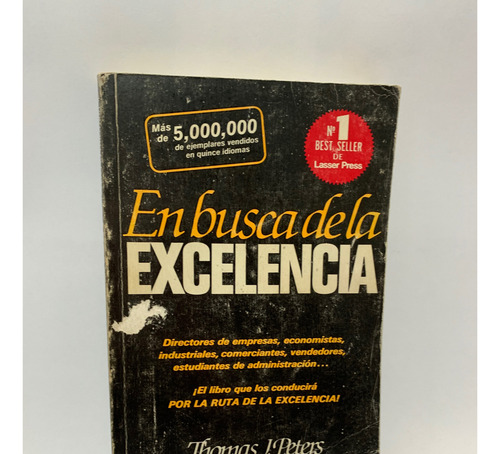 Más de 5,000,000
de ejemplares vendidos
en quince idiomas
Nº 1
BEST SELLER
DE
Lasser Press
En busca de la
EXCELENCIA
Directores de empresas, economistas,
industriales, comerciantes, vendedores,
estudiantes de administración...
¡El libro que los conducirá
POR LA RUTA DE LA EXCELENCIA!
Thomas J. Peters